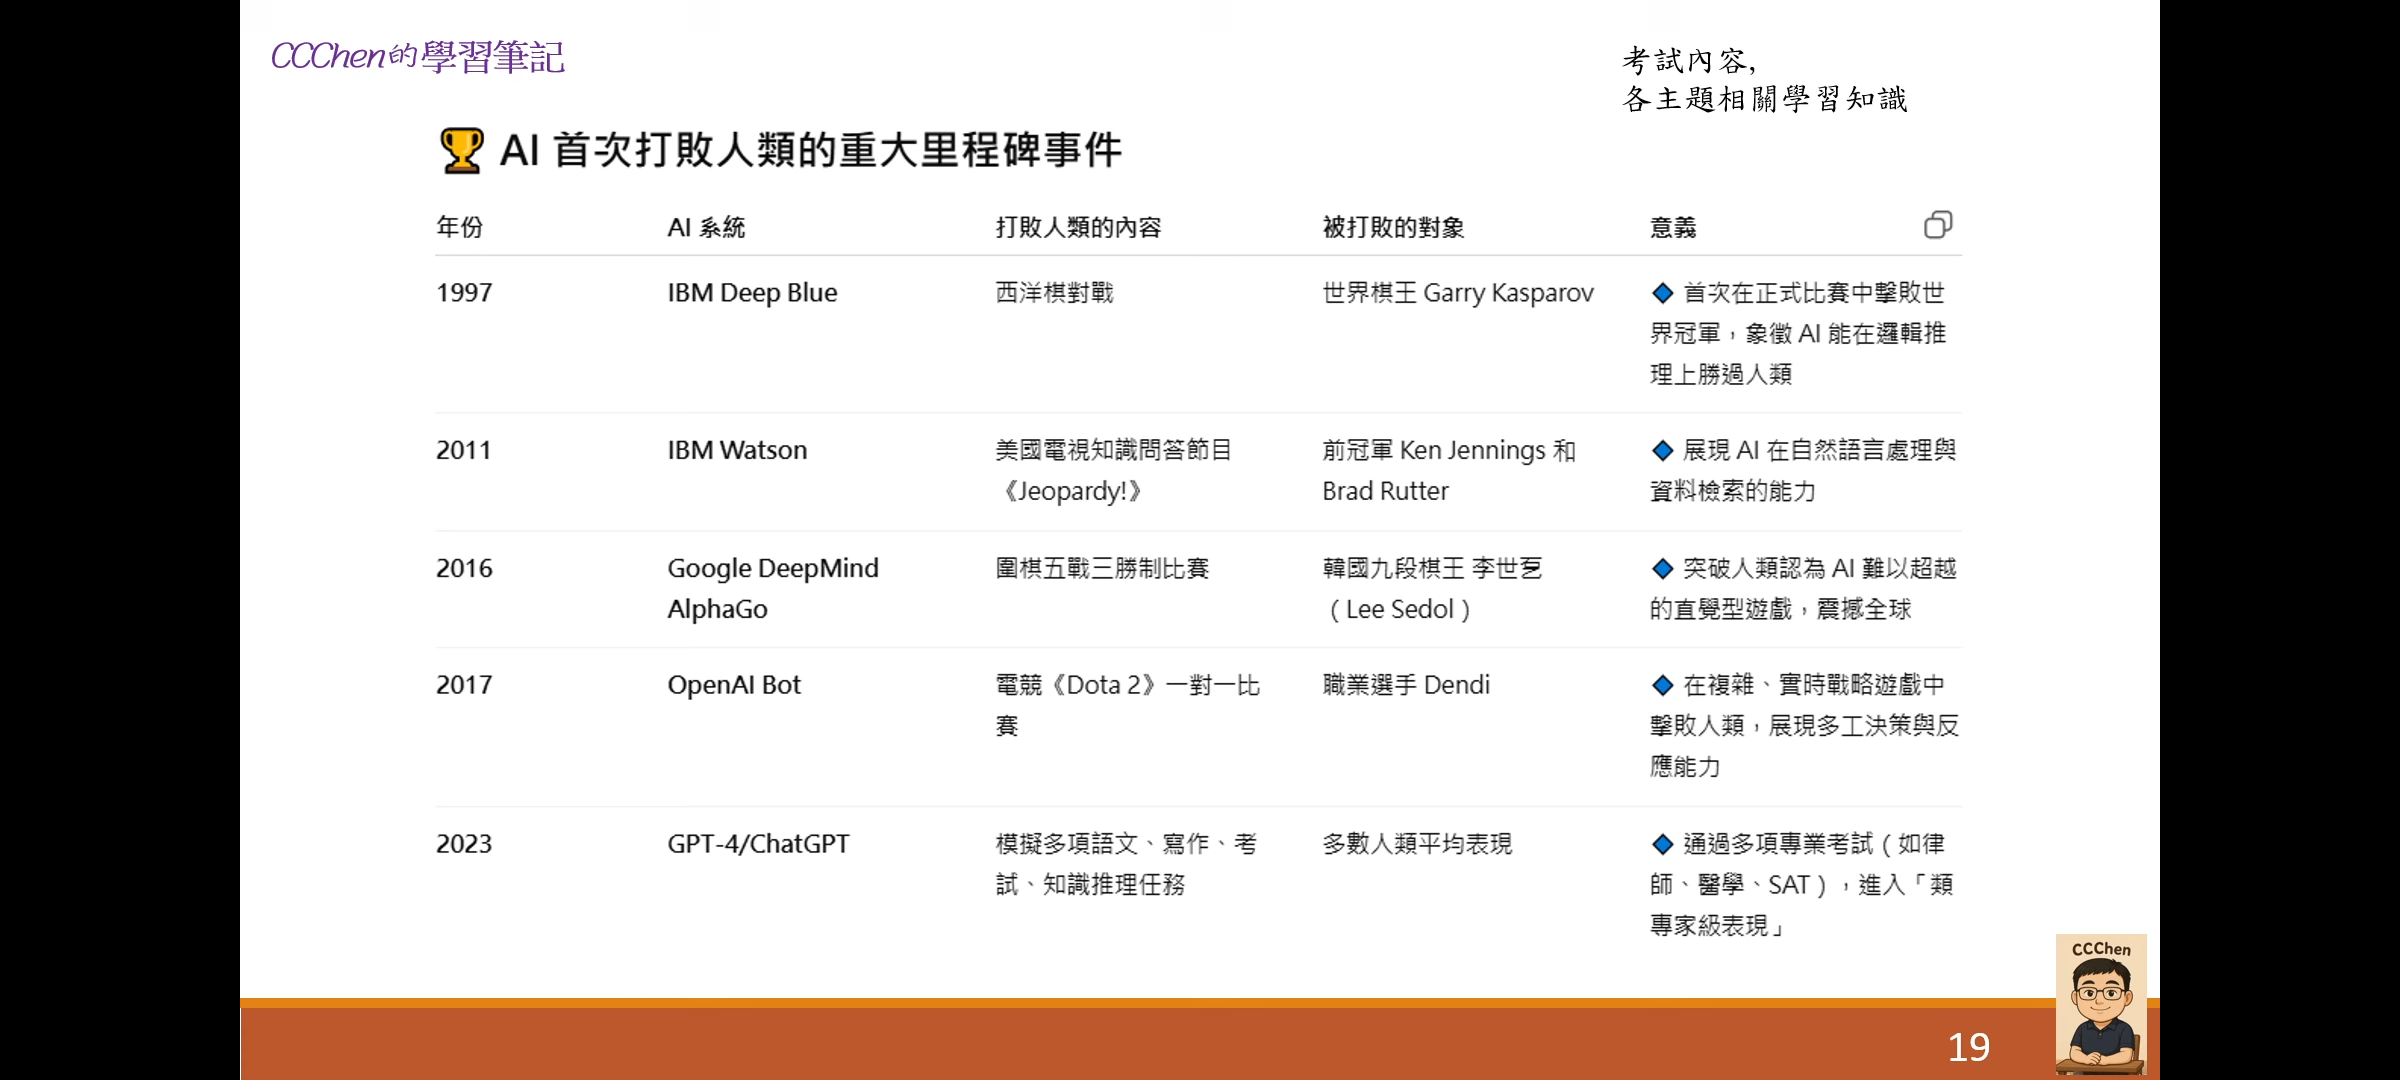 CCChen的學習筆記
考試內容,
各主題相關學習知識
🏆 AI 首次打敗人類的重大里程碑事件
年份 AI 系統 打敗人類的內容 被打敗的對象 意義
1997 IBM Deep Blue 西洋棋對戰 世界棋王 Garry Kasparov 🔹 首次在正式比賽中擊敗世
界冠軍，象徵 AI 能在邏輯推
理上勝過人類
2011 IBM Watson 美國電視知識問答節目 前冠軍 Ken Jennings 和 🔹 展現 AI 在自然語言處理與
《Jeopardy!》 Brad Rutter 資料檢索的能力
2016 Google DeepMind 圍棋五戰三勝制比賽 韓國九段棋王 李世乭 🔹 突破人類認為 AI 難以超越
AlphaGo （Lee Sedol） 的直覺型遊戲，震撼全球
2017 OpenAI Bot 電競《Dota 2》一對一比 職業選手 Dendi 🔹 在複雜、實時戰略遊戲中
賽 擊敗人類，展現多工決策與反
應能力
2023 GPT-4/ChatGPT 模擬多項語文、寫作、考 多數人類平均表現 🔹 通過多項專業考試（如律
試、知識推理任務 師、醫學、SAT），進入「類
專家級表現」
CCChen
19